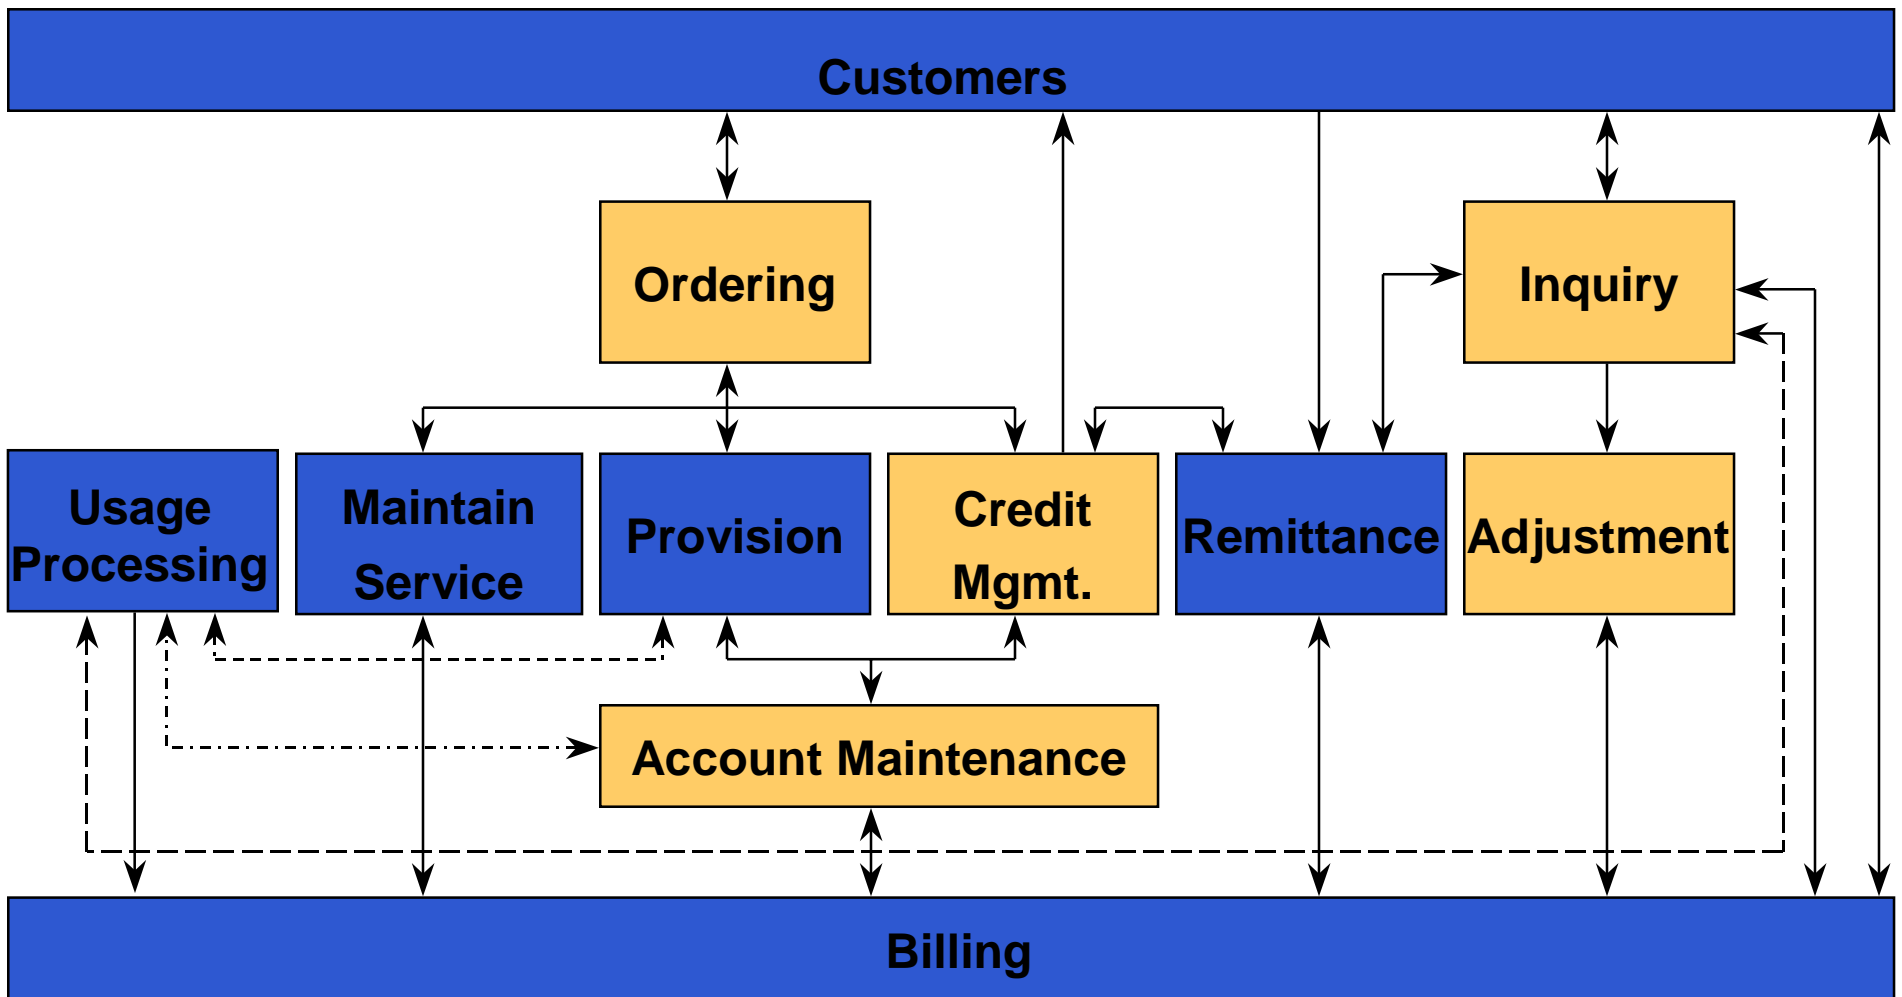 Customers
Ordering
Inquiry
Usage
Processing
Maintain
Service
Provision
Credit
Mgmt.
Remittance
Adjustment
Account Maintenance
Billing